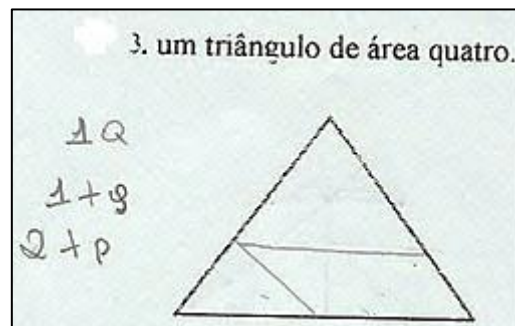 3. um triângulo de área quatro.
1Q
1+g
2+p